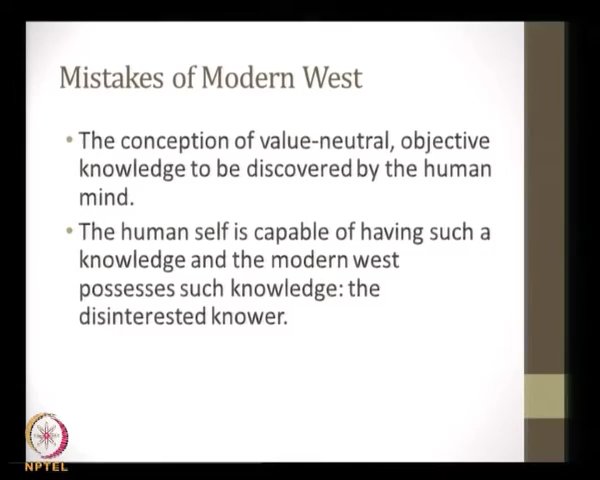 Mistakes of Modern West
• The conception of value-neutral, objective
knowledge to be discovered by the human
mind.
• The human self is capable of having such a
knowledge and the modern west
possesses such knowledge: the
disinterested knower.
NPTEL